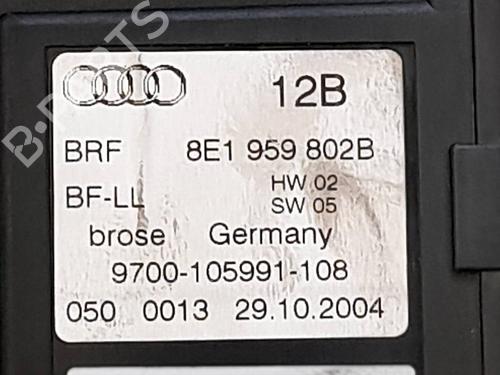 12B
BRF 8E1 959 802B
BF-LL HW 02
SW 05
brose Germany
9700-105991-108
050 0013 29.10.2004
B-PARTS